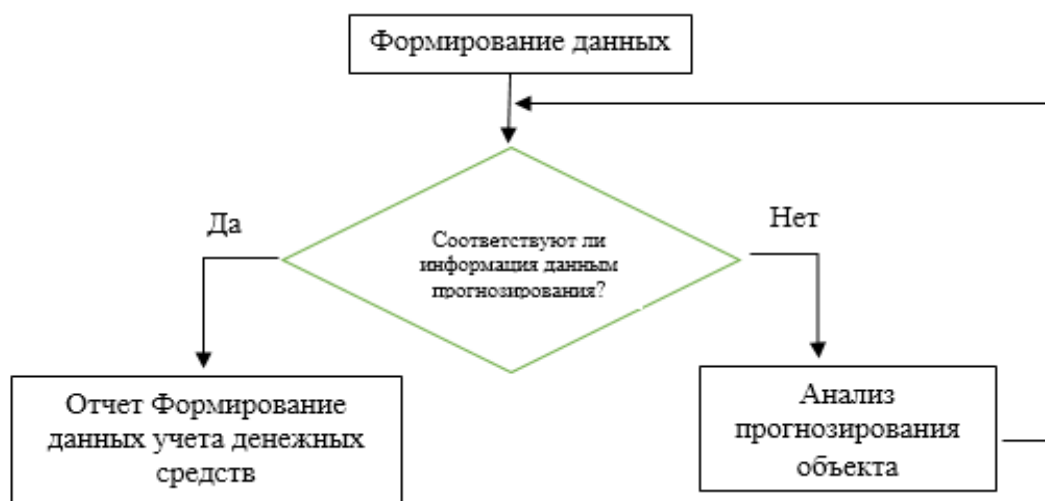 Формирование данных
Да
Нет
Соответствуют ли
информация данным
прогнозирования?
Отчет Формирование
данных учета денежных
средств
Анализ
прогнозирования
объекта